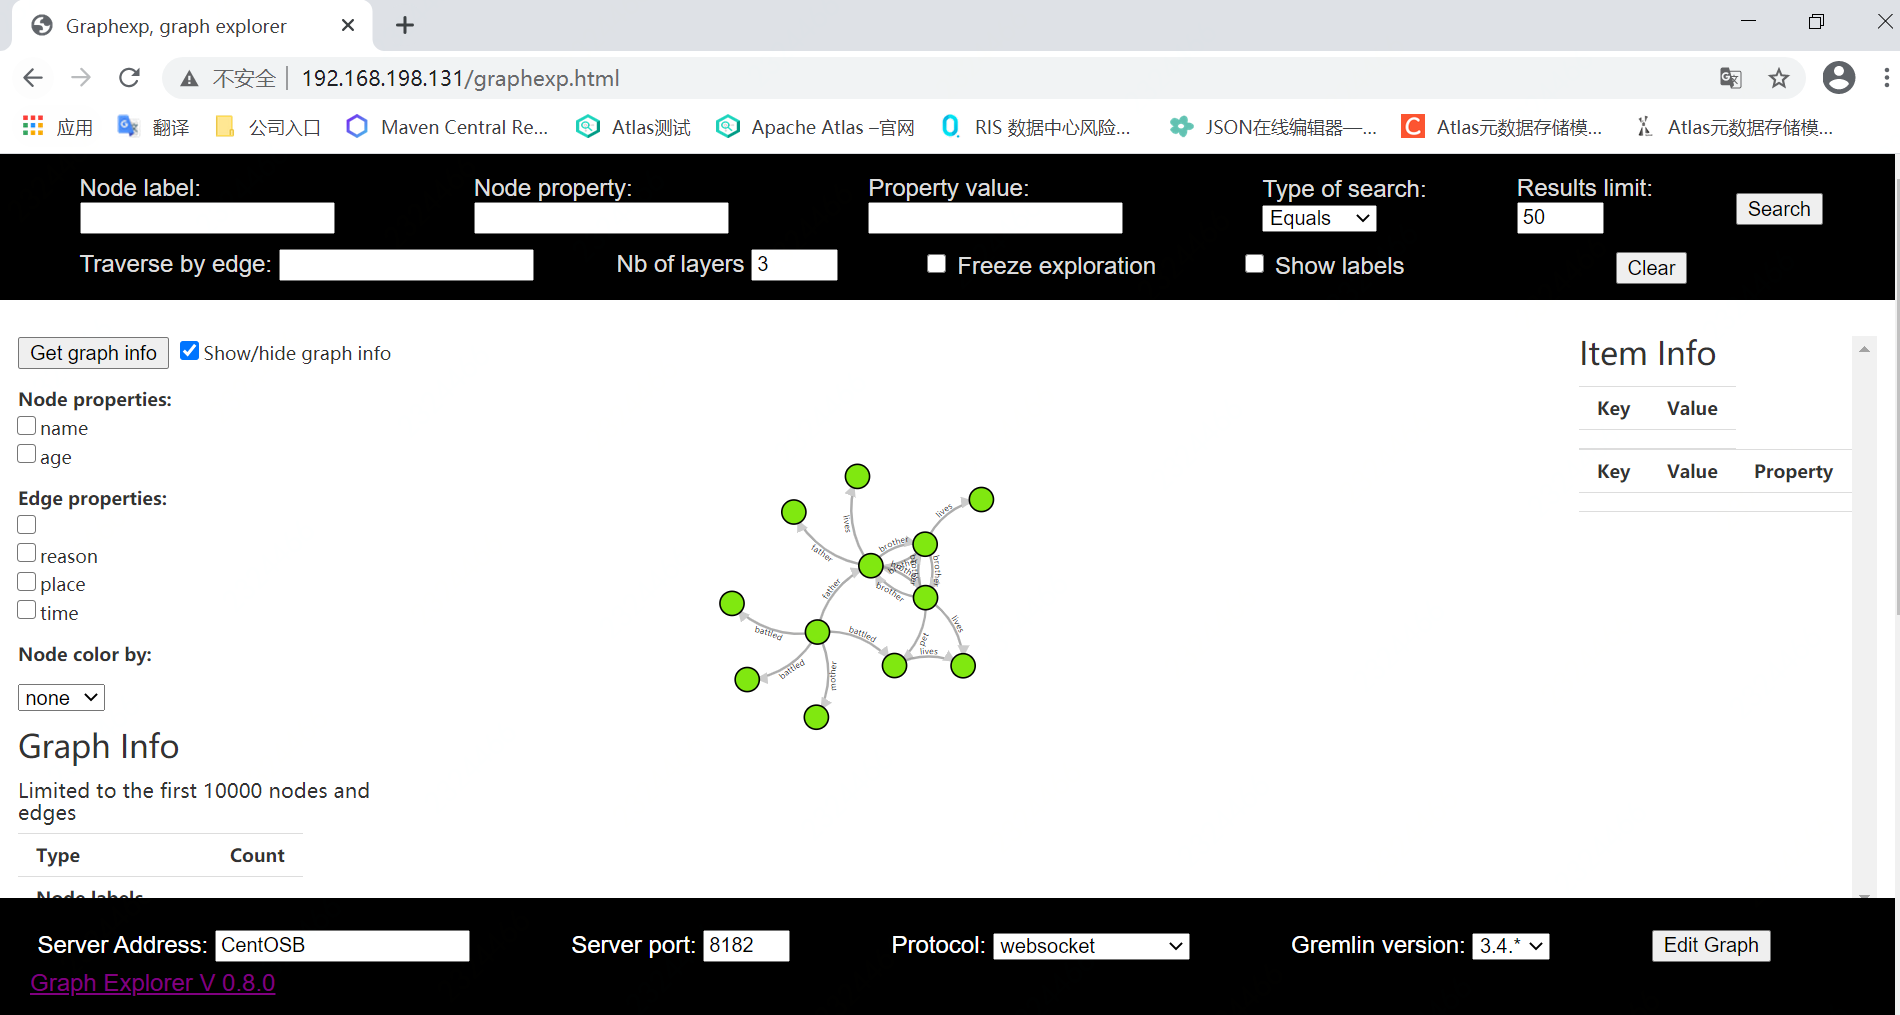 Graphexp, graph explorer
不安全 192.168.198.131/graphexp.html
应用 翻译 公司入口 Maven Central Re... Atlas测试 Apache Atlas –官网 RIS 数据中心风险... JSON在线编辑器—... Atlas元数据存储模... Atlas元数据存储模...
Node label: Node property: Property value: Type of search: Results limit:
Equals 50 Search
Traverse by edge: Nb of layers 3 Freeze exploration Show labels Clear
Get graph info Show/hide graph info
Node properties:
name
age
Edge properties:
reason
place
time
Node color by:
none
Graph Info
Limited to the first 10000 nodes and
edges
Type Count
Node labels
lives
lives
father
brother
brother
brother
brother
brother
brother
father
battled
battled
battled
mother
pet
lives
lives
Item Info
Key Value
Key Value Property
Server Address: CentOSB Server port: 8182 Protocol: websocket Gremlin version: 3.4.* Edit Graph
Graph Explorer V 0.8.0